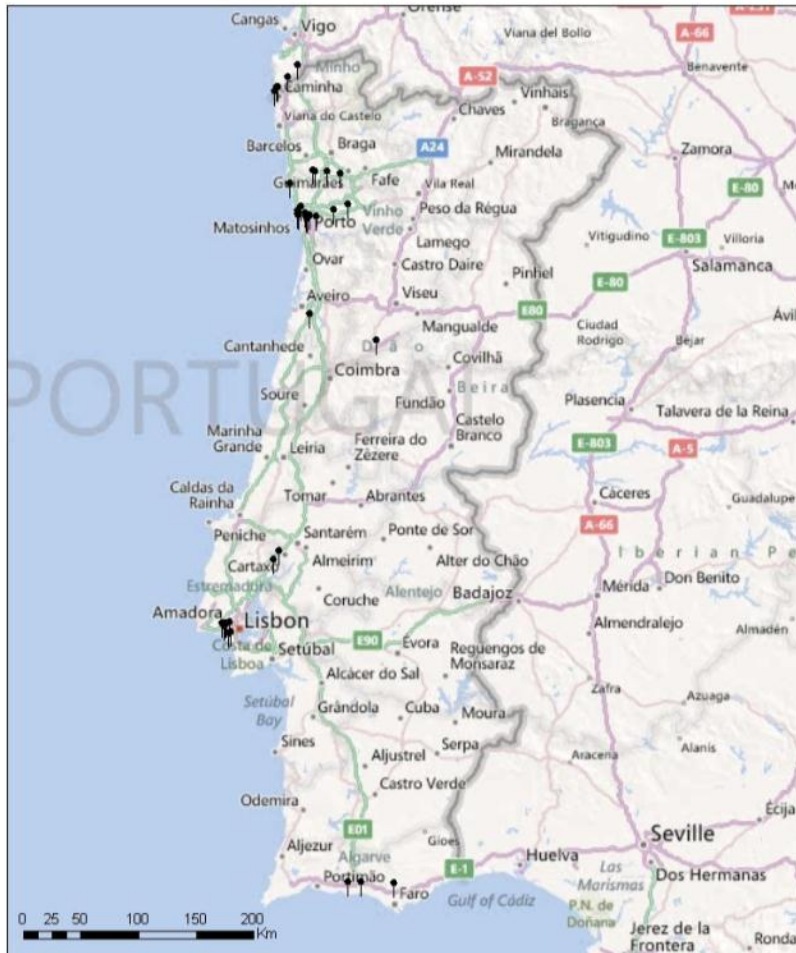 Orense
Cangas
Vigo
A-231
A-66
Viana del Bollo
Minho
A-52
Benavente
Caminha
Vinhais
Chaves
Viana do Castelo
Bragança
Barcelos
Braga
A24
Mirandela
Zamora
Guimarães
Fafe
Vila Real
E-80
Vinho
Verde
Peso da Régua
Matosinhos
Porto
Vitigudino
E-803
Villoria
Lamego
Salamanca
Ovar
Castro Daire
Pinhel
E-80
Aveiro
Viseu
E80
Mangualde
Ciudad
Rodrigo
Ávil
Cantanhede
Dão
Béjar
PORTUGAL
Coimbra
Covilhã
Beira
Soure
Fundão
Plasencia
Talavera de la Reina
Marinha
Grande
Castelo
Branco
Leiria
Ferreira do
Zêzere
E-803
A-5
Caldas da
Rainha
Tomar
Abrantes
Cáceres
Guadalupe
Peniche
Santarém
Ponte de Sor
A-66
Iberian Pe
Cartaxo
Almeirim
Alter do Chão
Estremadura
Alentejo
Mérida
Don Benito
Coruche
Badajoz
Amadora
Lisbon
Almendralejo
Almadén
Costa de
Lisboa
E90
Évora
Setúbal
Reguengos de
Monsaraz
Alcácer do Sal
Zafra
Azuaga
Setúbal
Bay
Grândola
Cuba
Moura
Sines
Serpa
Alanís
Aljustrel
Aracena
Castro Verde
Odemira
Écija
E01
Gioes
Seville
Aljezur
Algarve
Huelva
E-1
Portimão
Las
Marismas
Dos Hermanas
Faro
Gulf of Cádiz
P.N. de
Doñana
0 25 50 100 150 200
Km
Jerez de la
Frontera
Ronda